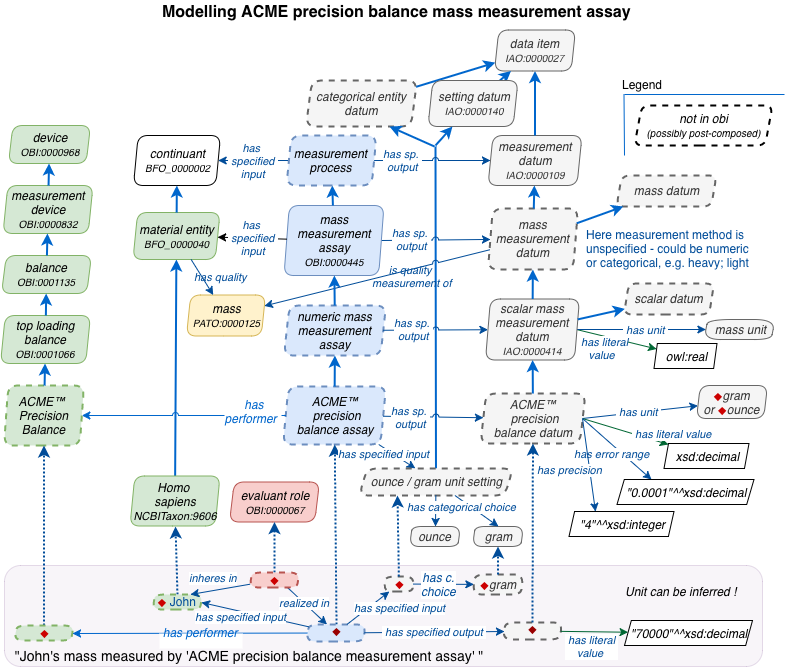 Modelling ACME precision balance mass measurement assay
data item
IAO:0000027
categorical entity
datum
setting datum
IAO:0000140
Legend
not in obi
(possibly post-composed)
device
OBI:0000968
continuant
BFO_0000002
has
specified
input
measurement
process
has sp.
output
measurement
datum
IAO:0000109
mass datum
measurement
device
OBI:0000832
material entity
BFO_0000040
has
specified
input
mass
measurement
assay
OBI:0000445
has sp.
output
mass
measurement
datum
Here measurement method is
unspecified - could be numeric
or categorical, e.g. heavy; light
balance
OBI:0001135
has quality
is quality
measurement of
mass
PATO:0000125
top loading
balance
OBI:0001066
numeric mass
measurement
assay
has sp.
output
scalar mass
measurement
datum
IAO:0000414
scalar datum
has unit
mass unit
has literal
value
owl:real
ACME™
Precision
Balance
has
performer
ACME™
precision
balance assay
has sp.
output
ACME™
precision
balance datum
has unit
gram
or ounce
has literal value
xsd:decimal
has error range
"0.0001"^^xsd:decimal
has precision
"4"^^xsd:integer
has specified input
ounce / gram unit setting
has categorical choice
ounce
gram
Homo
sapiens
NCBITaxon:9606
evaluant role
OBI:0000067
inheres in
John
realized in
has specified input
has specified input
has c.
choice
gram
Unit can be inferred !
has performer
has specified output
has literal
value
"70000"^^xsd:decimal
"John's mass measured by 'ACME precision balance measurement assay' "